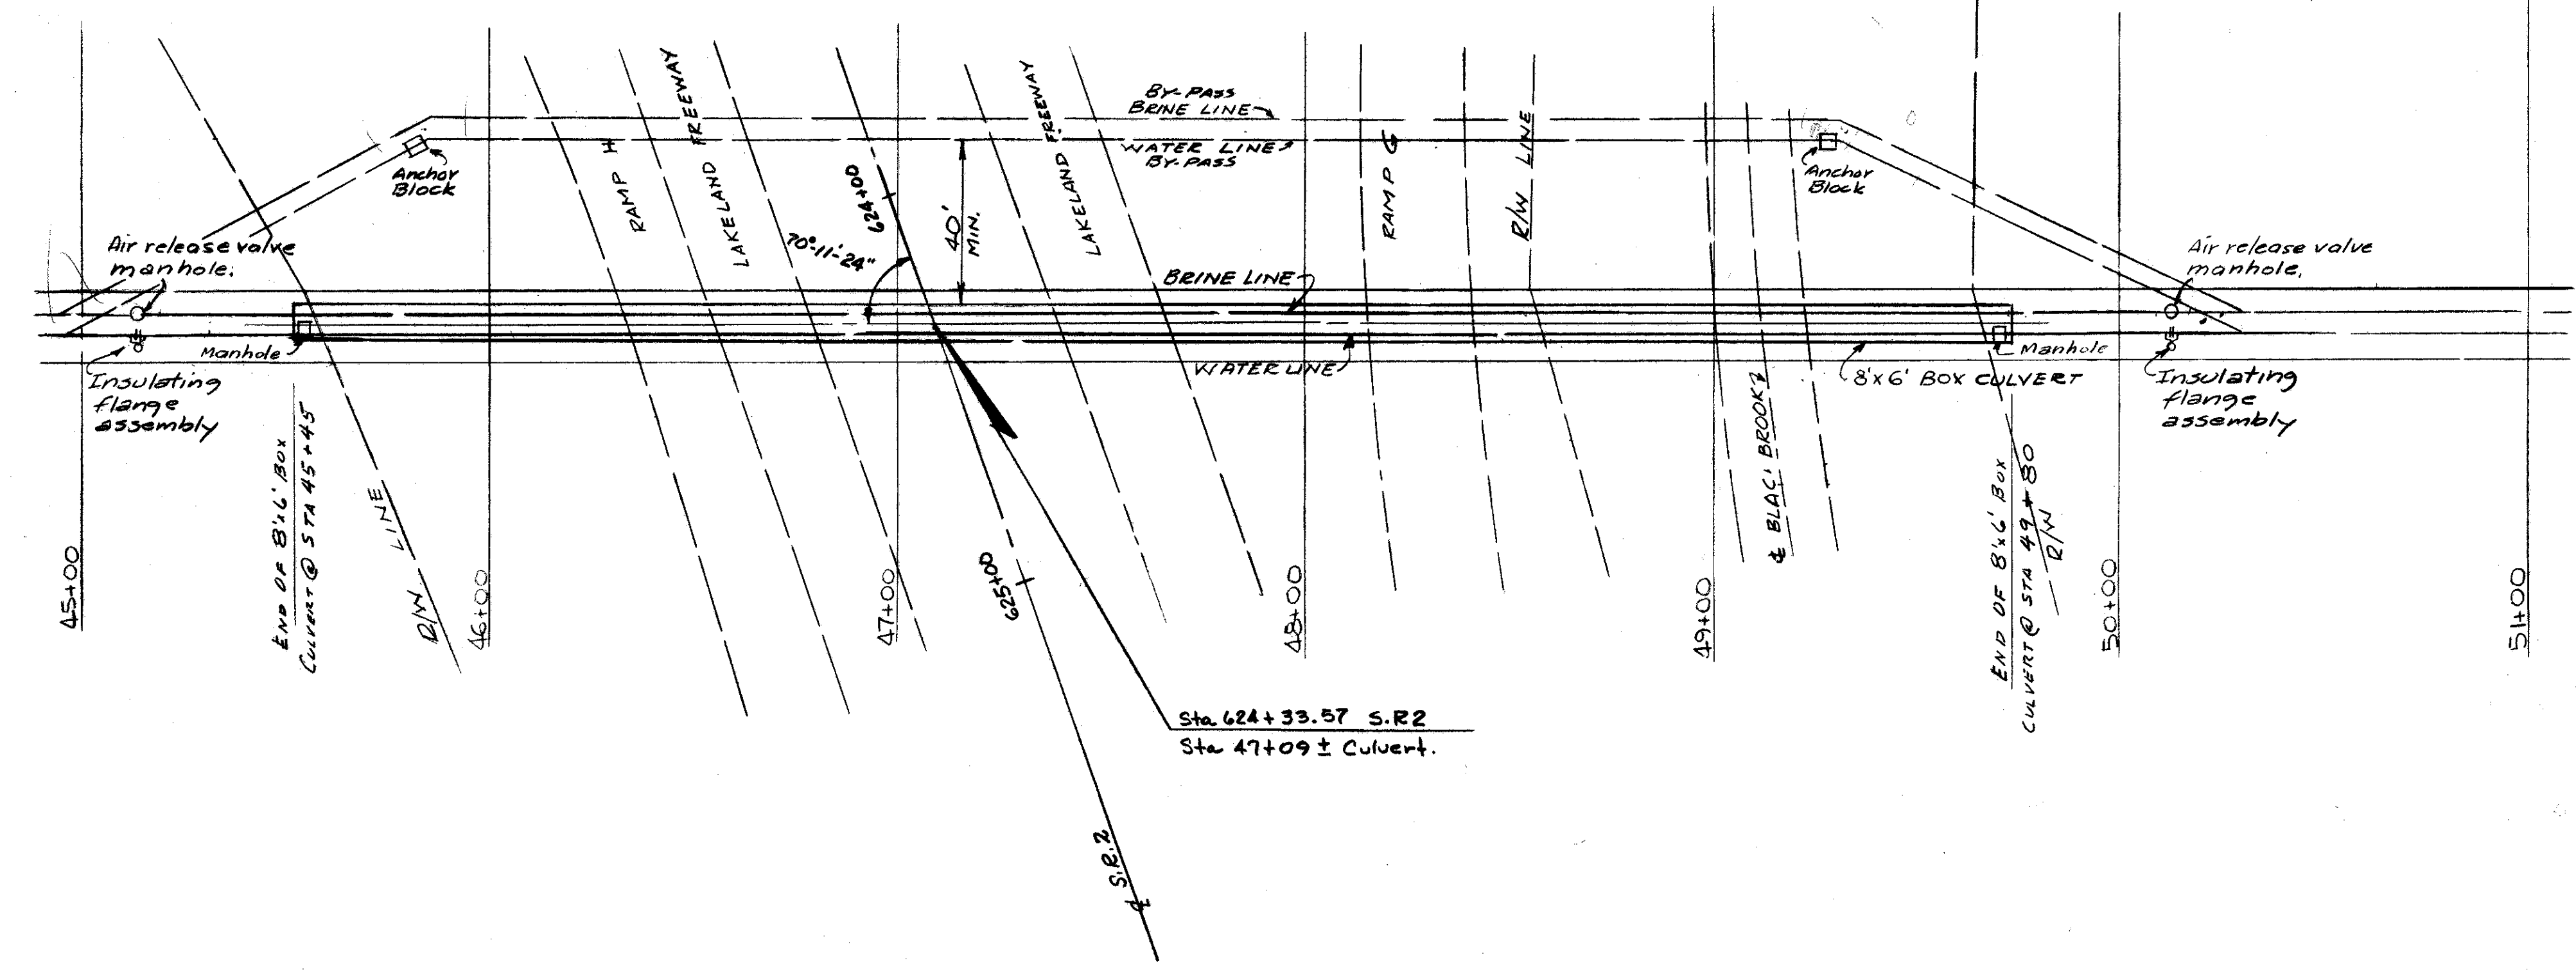 BY-PASS
BRINE LINE
WATER LINE
BY-PASS
Anchor
Block
Anchor
Block
RAMP H
LAKELAND FREEWAY
624+00
70°-11'-24"
40'
MIN.
LAKELAND FREEWAY
RAMP G
R/W LINE
Air release valve
manhole.
Air release valve
manhole.
BRINE LINE
Manhole
WATER LINE
Manhole
8'x6' BOX CULVERT
Insulating
flange
assembly
Insulating
flange
assembly
45+00
END OF 8'x6' Box
CULVERT @ STA 45+45
R/W LINE
46+00
47+00
625+00
48+00
49+00
℄ BLAC. BROOK
END OF 8'x6' Box
CULVERT @ STA 49+80
R/W
50+00
51+00
Sta 624+33.57 S.R2
Sta 47+09 ± Culvert.
℄ S.R.2